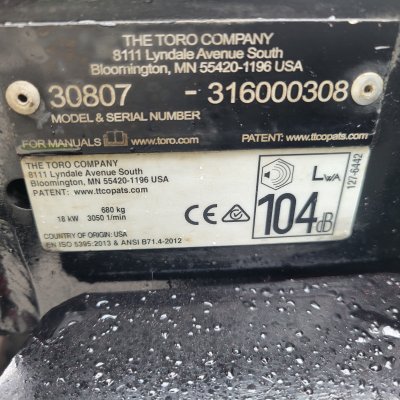 THE TORO COMPANY
8111 Lyndale Avenue South
Bloomington, MN 55420-1196 USA
30807 - 316000308
MODEL & SERIAL NUMBER
FOR MANUALS www.toro.com PATENT: www.ttcopats.com
THE TORO COMPANY
8111 Lyndale Avenue South
Bloomington, MN 55420-1196 USA
PATENT: www.ttcopats.com
680 kg
18 kW 3050 1/min
COUNTRY OF ORIGIN: USA
EN ISO 5395:2013 & ANSI B71.4-2012
CE
LWA
104dB
127-6442